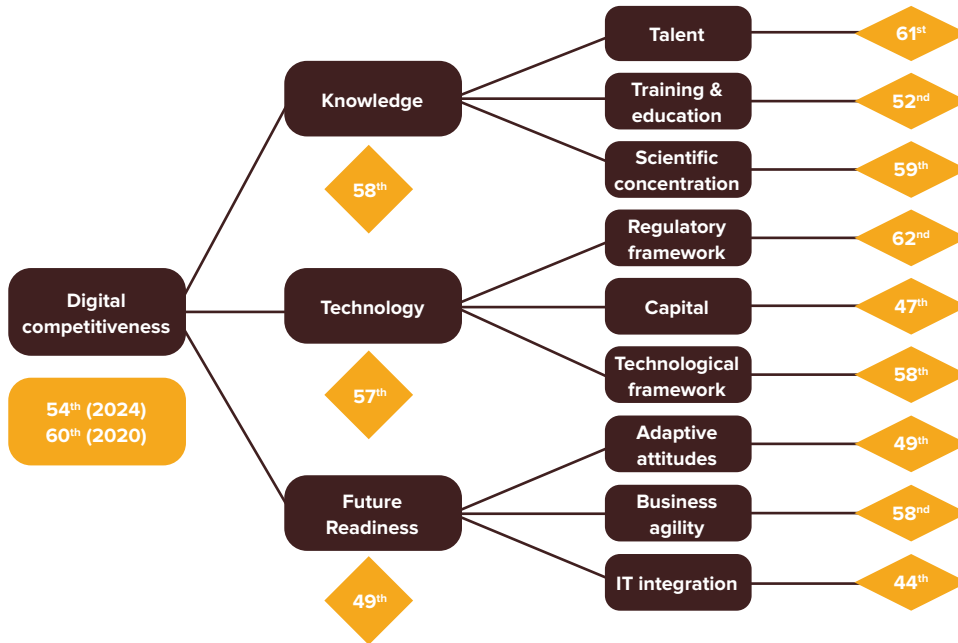 Digital
competitiveness
54th (2024)
60th (2020)
Knowledge
58th
Talent
61st
Training &
education
52nd
Scientific
concentration
59th
Technology
57th
Regulatory
framework
62nd
Capital
47th
Technological
framework
58th
Future
Readiness
49th
Adaptive
attitudes
49th
Business
agility
58nd
IT integration
44th